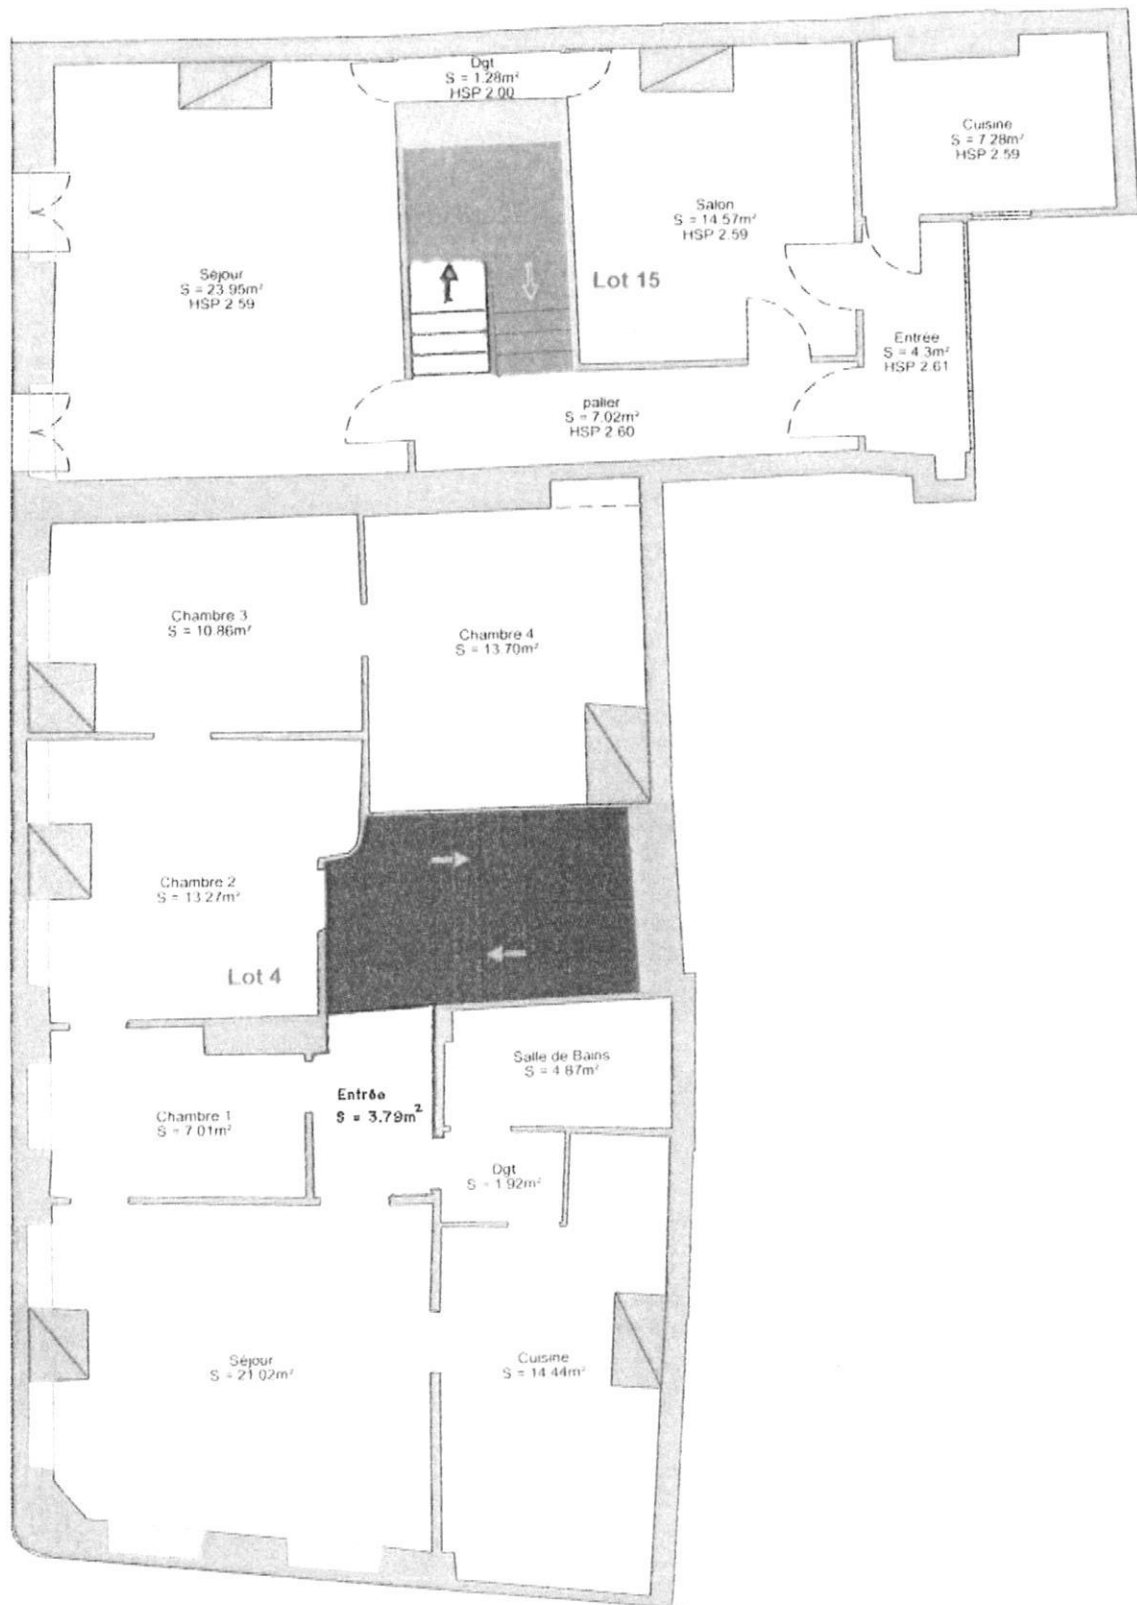 Dgt
S = 1.28m²
HSP 2.00
Cuisine
S = 7.28m²
HSP 2.59
Salon
S = 14.57m²
HSP 2.59
Lot 15
Séjour
S = 23.95m²
HSP 2.59
Entrée
S = 4.3m²
HSP 2.61
palier
S = 7.02m²
HSP 2.60
Chambre 3
S = 10.86m²
Chambre 4
S = 13.70m²
Chambre 2
S = 13.27m²
Lot 4
Salle de Bains
S = 4.87m²
Entrée
S = 3.79m²
Chambre 1
S = 7.01m²
Dgt
S = 1.92m²
Séjour
S = 21.02m²
Cuisine
S = 14.44m²